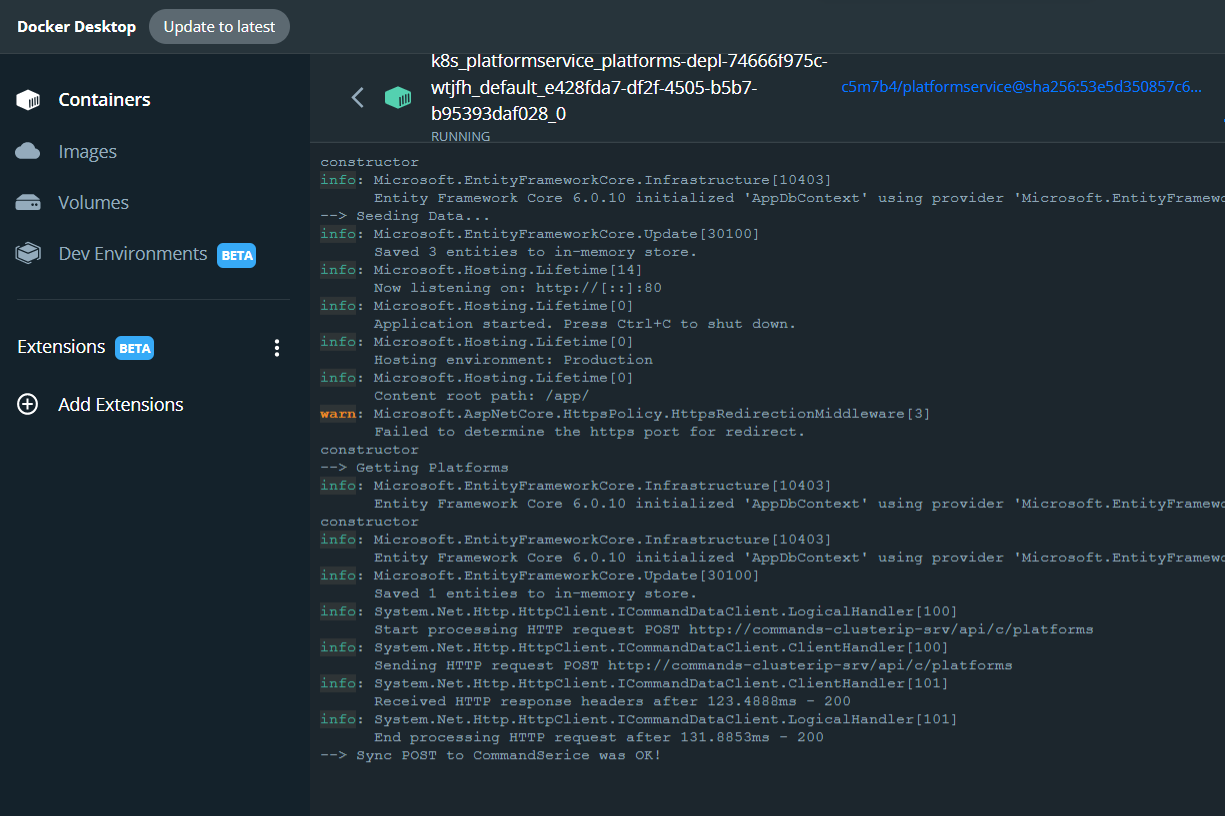 Docker Desktop
Update to latest
Containers
Images
Volumes
Dev Environments BETA
Extensions BETA
Add Extensions
k8s_platformservice_platforms-depl-74666f975c-
wtjfh_default_e428fda7-df2f-4505-b5b7-
b95393daf028_0
RUNNING
c5m7b4/platformservice@sha256:53e5d350857c6...
constructor
info: Microsoft.EntityFrameworkCore.Infrastructure[10403]
Entity Framework Core 6.0.10 initialized 'AppDbContext' using provider 'Microsoft.EntityFramewo
--> Seeding Data...
info: Microsoft.EntityFrameworkCore.Update[30100]
Saved 3 entities to in-memory store.
info: Microsoft.Hosting.Lifetime[14]
Now listening on: http://[::]:80
info: Microsoft.Hosting.Lifetime[0]
Application started. Press Ctrl+C to shut down.
info: Microsoft.Hosting.Lifetime[0]
Hosting environment: Production
info: Microsoft.Hosting.Lifetime[0]
Content root path: /app/
warn: Microsoft.AspNetCore.HttpsPolicy.HttpsRedirectionMiddleware[3]
Failed to determine the https port for redirect.
constructor
--> Getting Platforms
info: Microsoft.EntityFrameworkCore.Infrastructure[10403]
Entity Framework Core 6.0.10 initialized 'AppDbContext' using provider 'Microsoft.EntityFramewo
constructor
info: Microsoft.EntityFrameworkCore.Infrastructure[10403]
Entity Framework Core 6.0.10 initialized 'AppDbContext' using provider 'Microsoft.EntityFramewo
info: Microsoft.EntityFrameworkCore.Update[30100]
Saved 1 entities to in-memory store.
info: System.Net.Http.HttpClient.ICommandDataClient.LogicalHandler[100]
Start processing HTTP request POST http://commands-clusterip-srv/api/c/platforms
info: System.Net.Http.HttpClient.ICommandDataClient.ClientHandler[100]
Sending HTTP request POST http://commands-clusterip-srv/api/c/platforms
info: System.Net.Http.HttpClient.ICommandDataClient.ClientHandler[101]
Received HTTP response headers after 123.4888ms - 200
info: System.Net.Http.HttpClient.ICommandDataClient.LogicalHandler[101]
End processing HTTP request after 131.8853ms - 200
--> Sync POST to CommandSerice was OK!